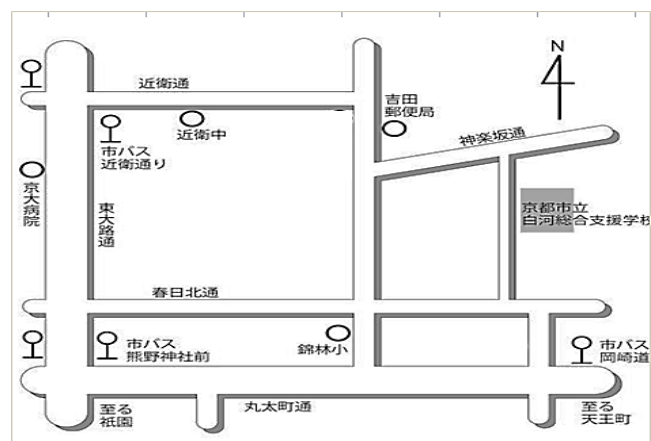 N
近衛通
吉田
郵便局
近衛中
神楽坂通
市バス
近衛通り
京大病院
東大路通
京都市立
白河総合支援学校
春日北通
市バス
熊野神社前
錦林小
市バス
岡崎道
至る
祇園
丸太町通
至る
天王町